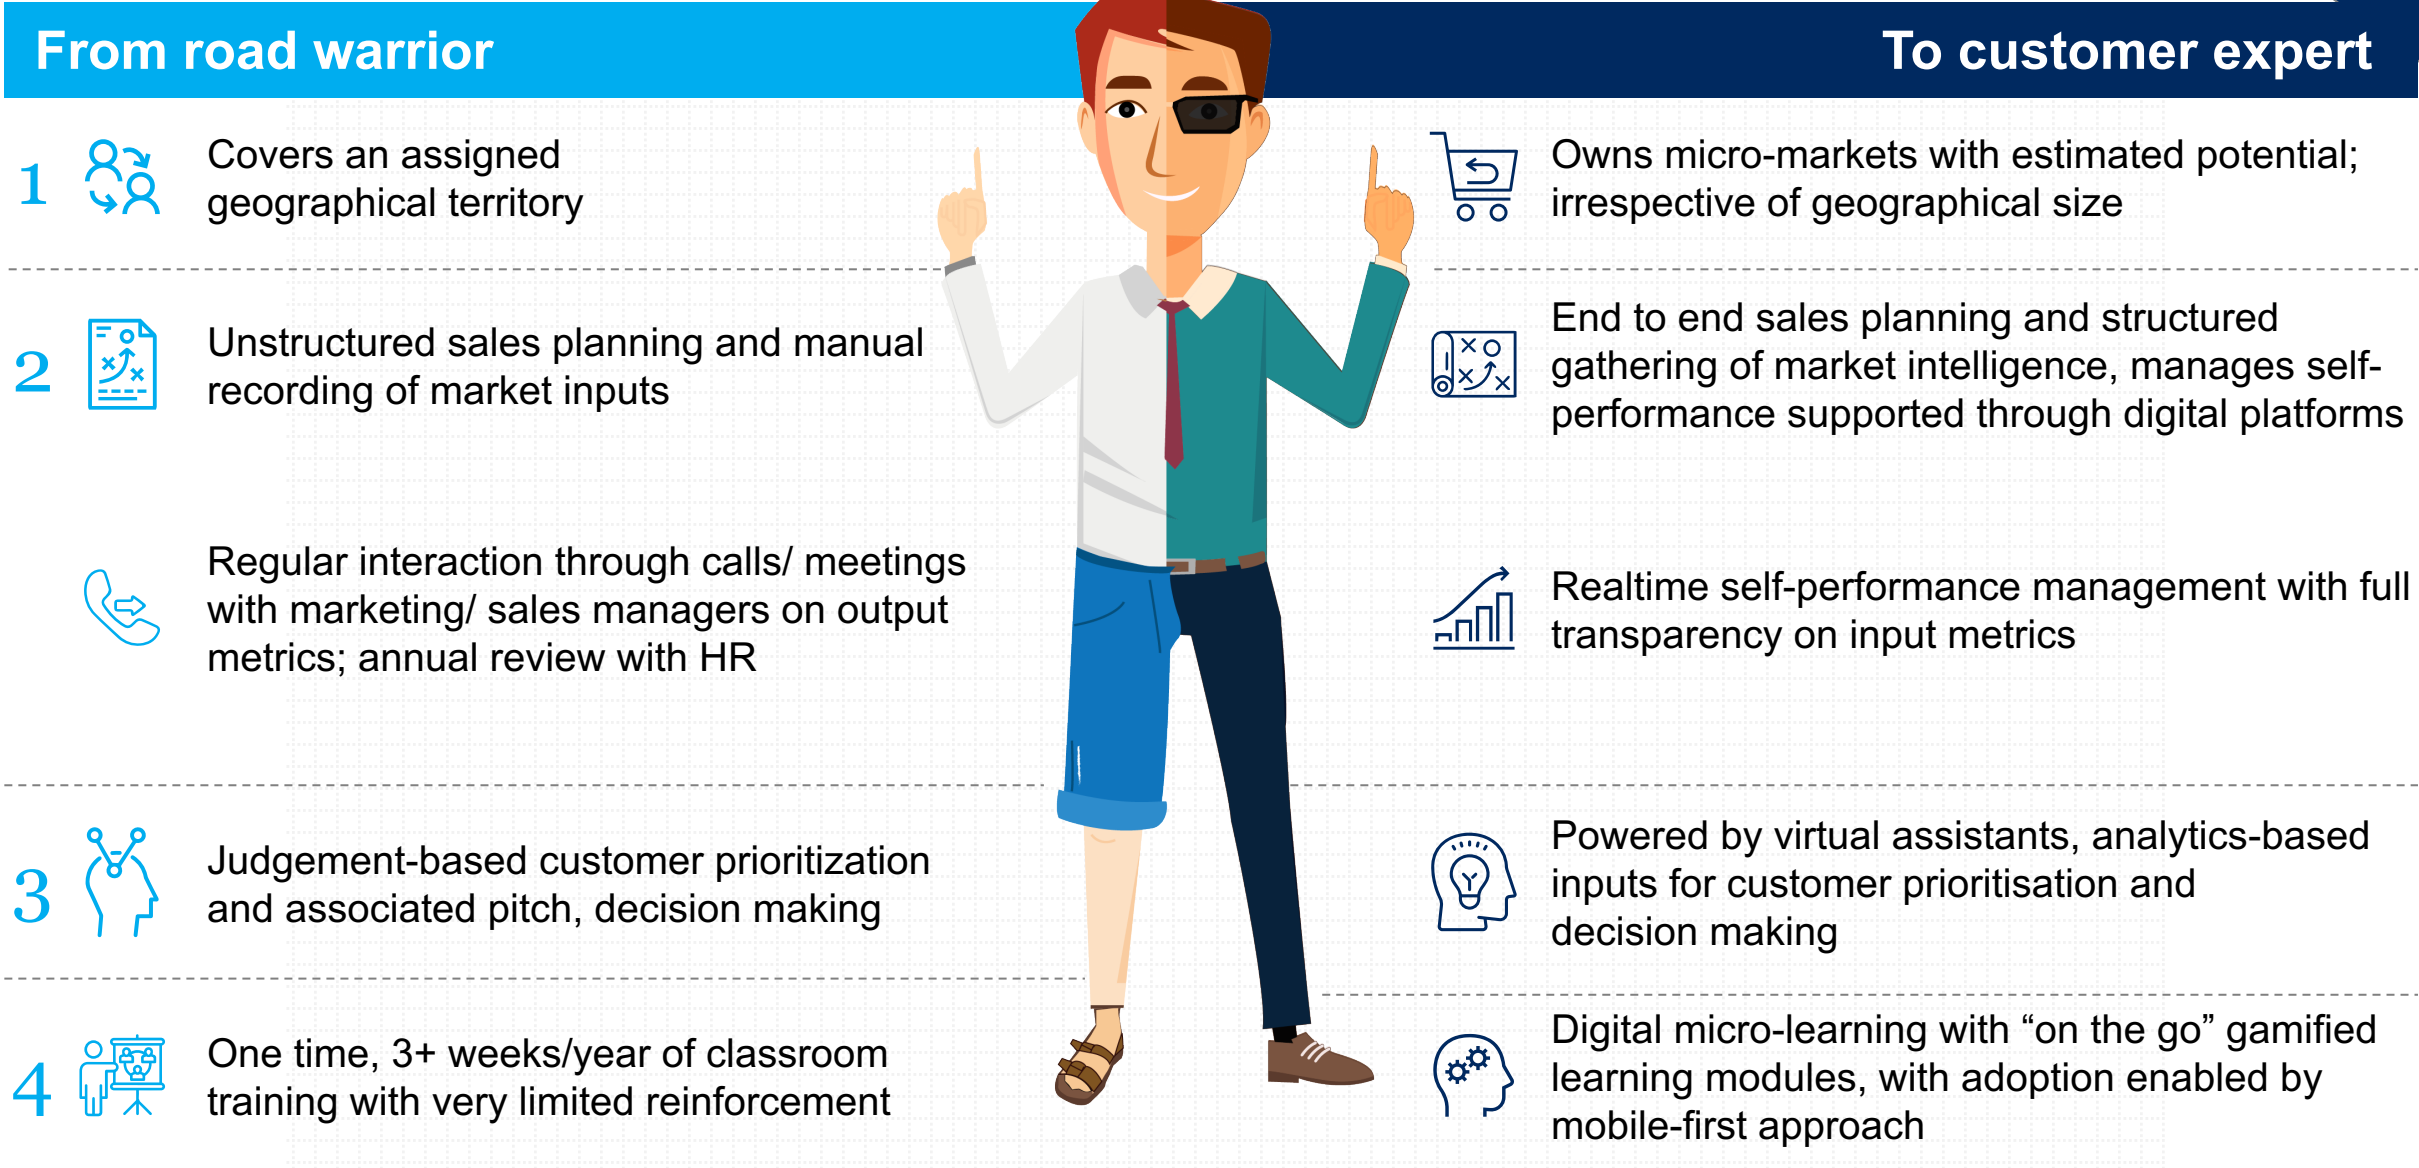 From road warrior
To customer expert
1
Covers an assigned
geographical territory
Owns micro-markets with estimated potential;
irrespective of geographical size
2
Unstructured sales planning and manual
recording of market inputs
End to end sales planning and structured
gathering of market intelligence, manages self-
performance supported through digital platforms
Regular interaction through calls/ meetings
with marketing/ sales managers on output
metrics; annual review with HR
Realtime self-performance management with full
transparency on input metrics
3
Judgement-based customer prioritization
and associated pitch, decision making
Powered by virtual assistants, analytics-based
inputs for customer prioritisation and
decision making
4
One time, 3+ weeks/year of classroom
training with very limited reinforcement
Digital micro-learning with “on the go” gamified
learning modules, with adoption enabled by
mobile-first approach